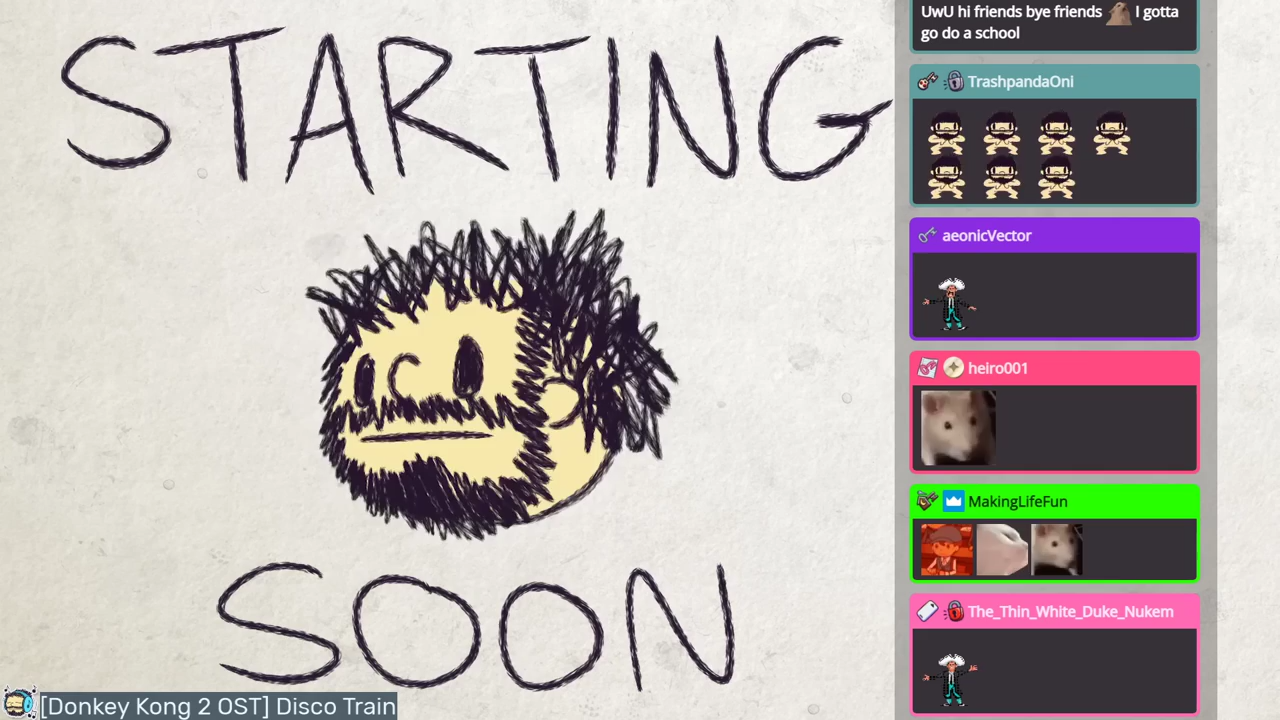 STARTING
SOON
UwU hi friends bye friends I gotta
go do a school
TrashpandaOni
aeonicVector
heiro001
MakingLifeFun
The_Thin_White_Duke_Nukem
[Donkey Kong 2 OST] Disco Train